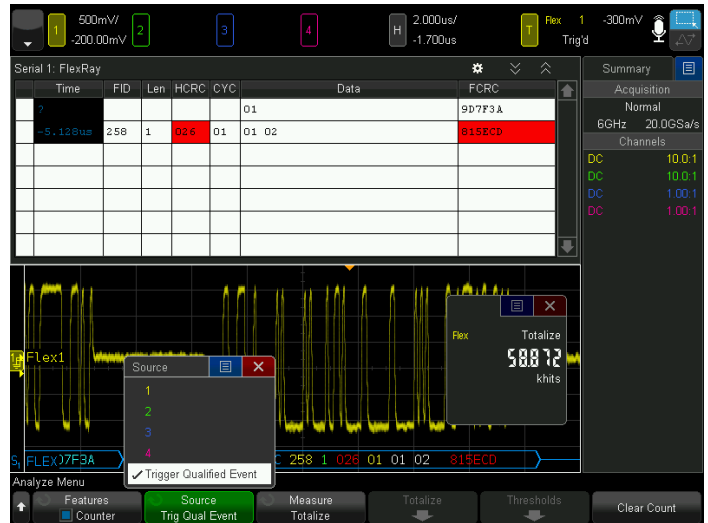 1 500mV/ 2 3 4 H 2.000us/ T Flex 1 -300mV
-200.00mV -1.700us Trig'd
Serial 1: FlexRay
Time FID Len HCRC CYC Data FCRC
? 01 9D7F3A
-5.128us 258 1 026 01 01 02 815ECD
Summary
Acquisition
Normal
6GHz 20.0GSa/s
Channels
DC 10.0:1
DC 10.0:1
DC 1.00:1
DC 1.00:1
Flex1
Flex Totalize
58.872
khits
Source
1
2
3
4
✓ Trigger Qualified Event
S1 FLEX 7F3A 258 1 026 01 01 02 815ECD
Analyze Menu
Features Source Measure Totalize Thresholds Clear Count
Counter Trig Qual Event Totalize